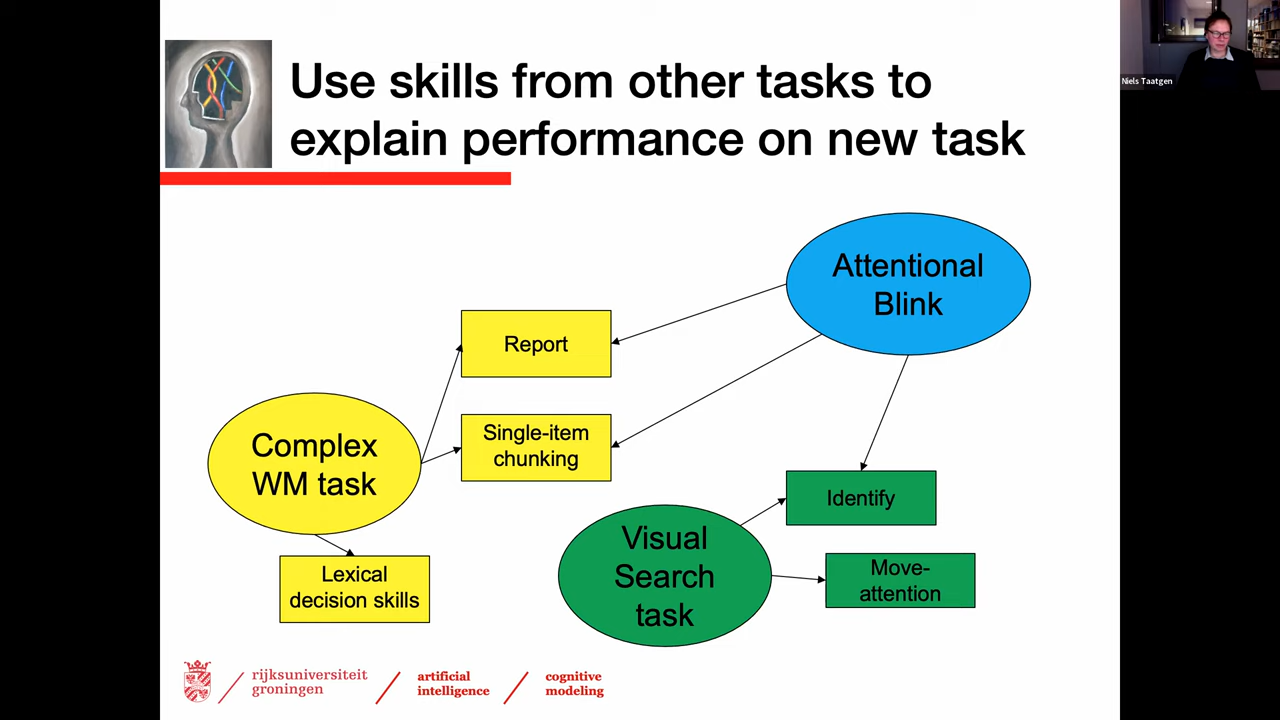 Use skills from other tasks to
explain performance on new task
Niels Taatgen
Attentional
Blink
Report
Single-item
chunking
Complex
WM task
Lexical
decision skills
Identify
Visual
Search
task
Move-
attention
rijksuniversiteit
groningen
artificial
intelligence
cognitive
modeling